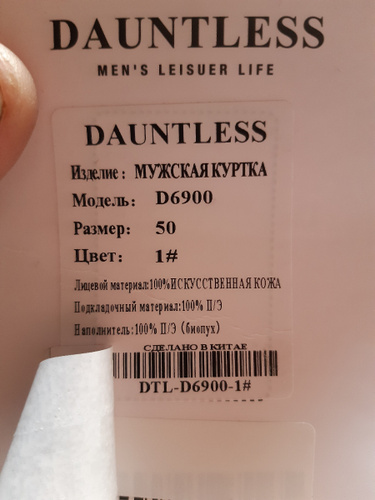 DAUNTLESS
MEN'S LEISUER LIFE
DAUNTLESS
Изделие: МУЖСКАЯ КУРТКА
Модель: D6900
Размер: 50
Цвет: 1#
Лицевой материал:100%ИСКУССТВЕННАЯ КОЖА
Подкладочный материал:100% П/Э
Наполнитель:100% П/Э (биопух)
СДЕЛАНО В КИТАЕ
DTL-D6900-1#